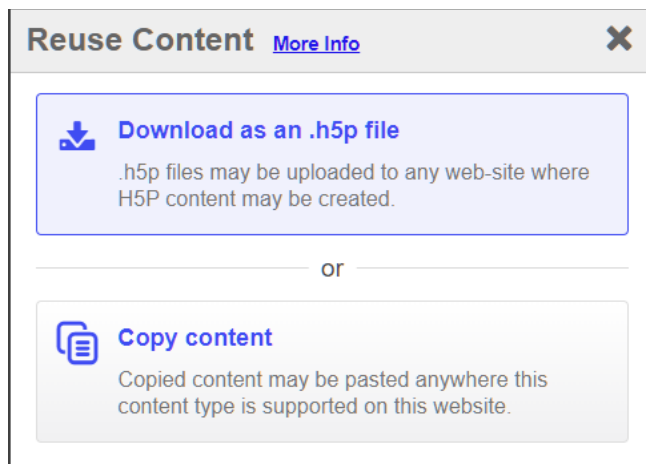 Reuse Content More Info
Download as an .h5p file
.h5p files may be uploaded to any web-site where
H5P content may be created.
or
Copy content
Copied content may be pasted anywhere this
content type is supported on this website.